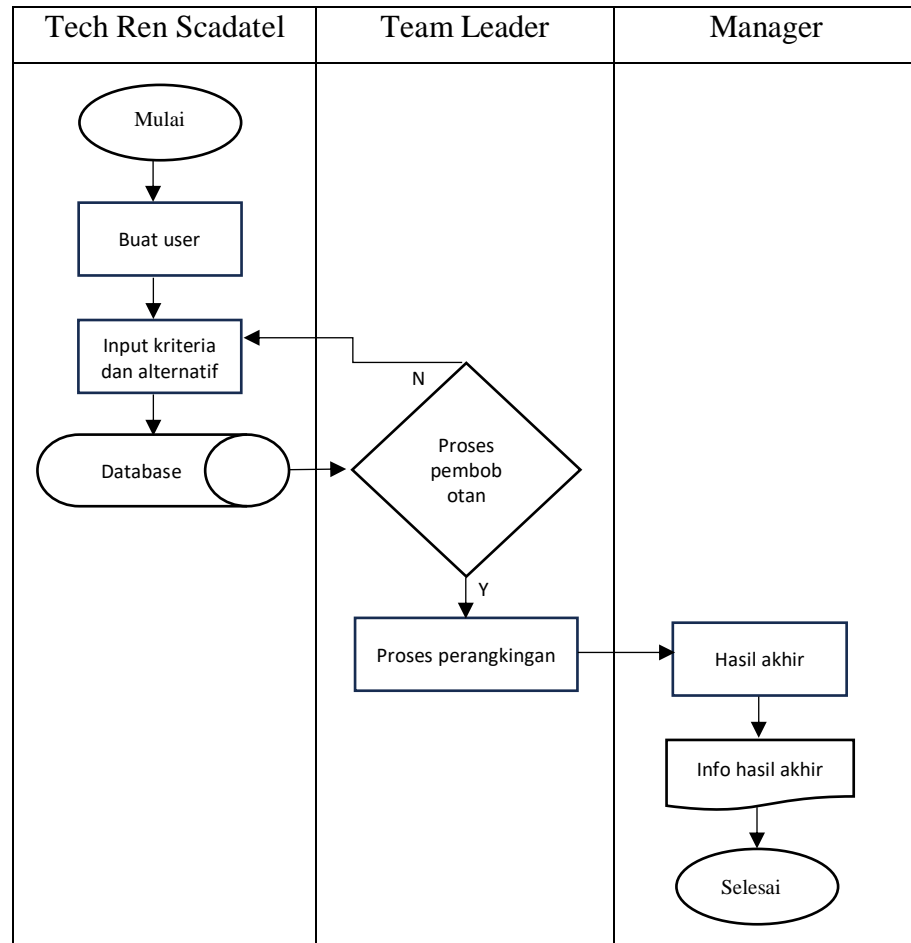 Tech Ren Scadatel
Team Leader
Manager
Mulai
Buat user
Input kriteria
dan alternatif
Database
N
Proses
pembob
otan
Y
Proses perangkingan
Hasil akhir
Info hasil akhir
Selesai